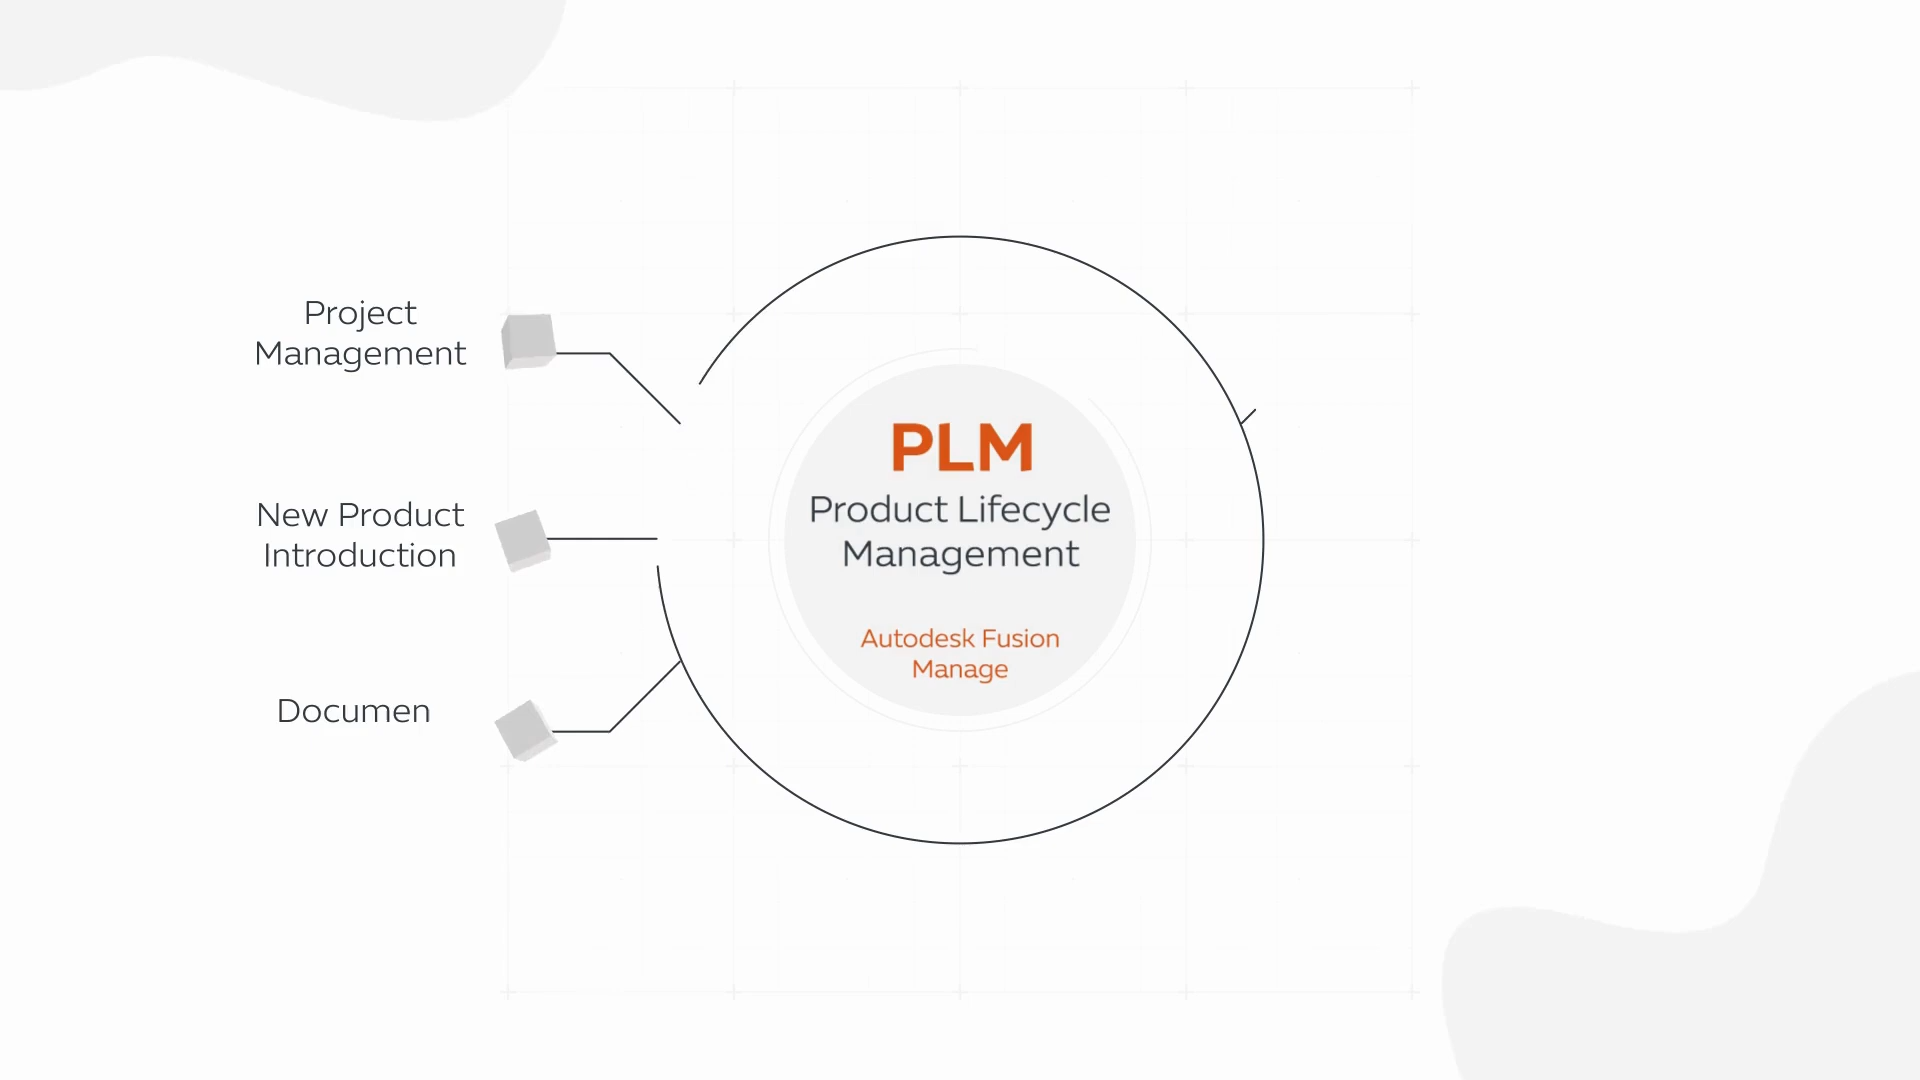 Project
Management
New Product
Introduction
Documen
PLM
Product Lifecycle
Management
Autodesk Fusion
Manage